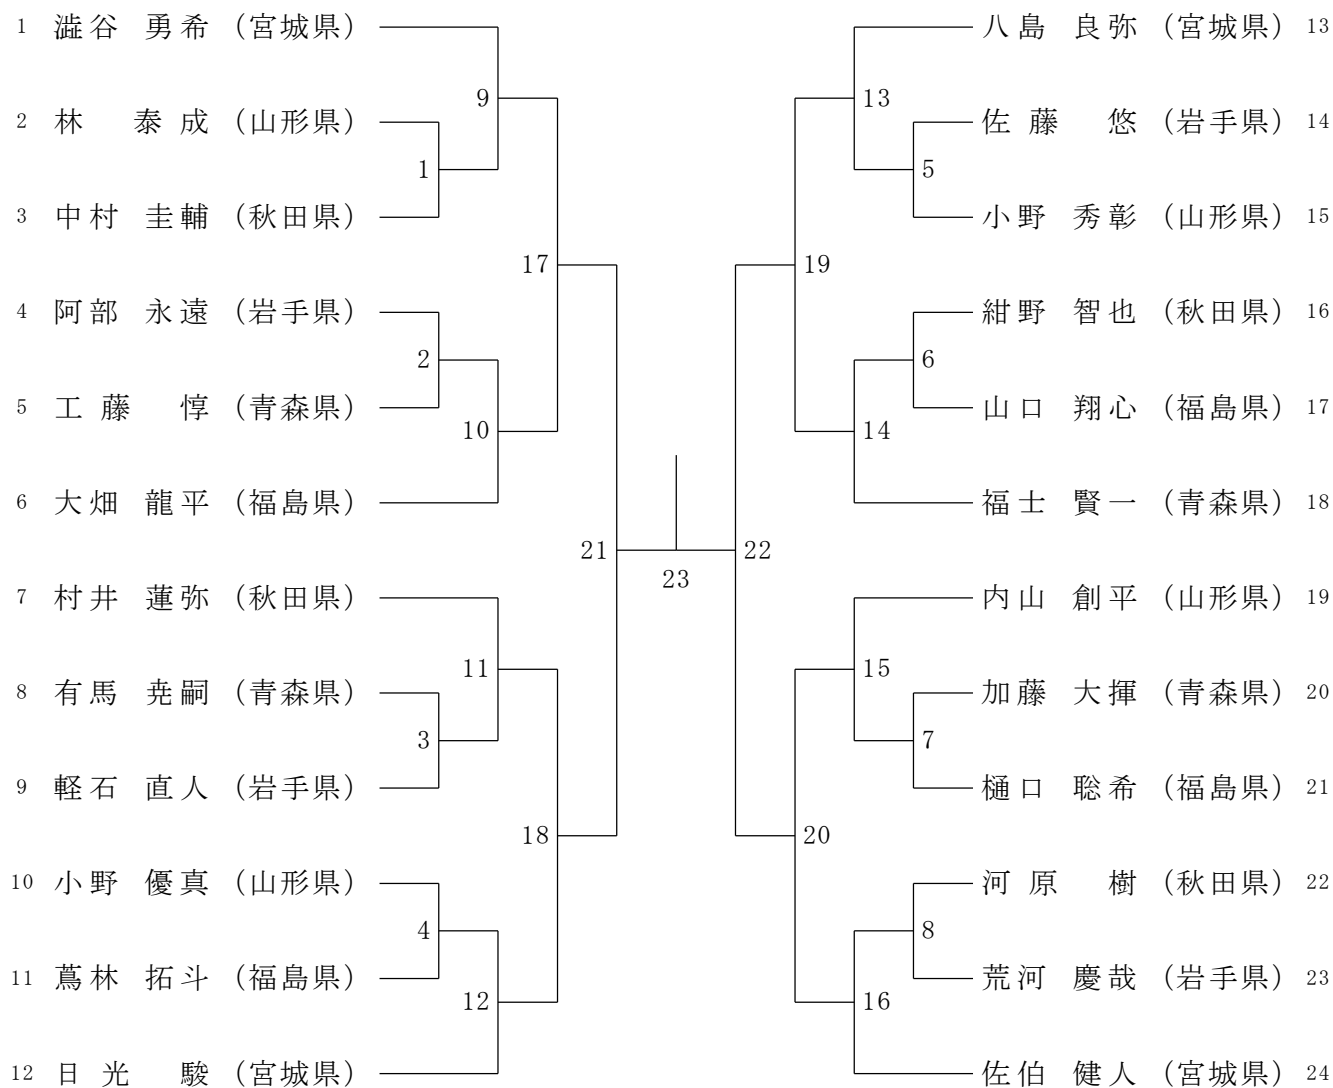 1 澁谷 勇希 (宮城県)
八島 良弥 (宮城県) 13
9
13
2 林 泰成 (山形県)
佐藤 悠 (岩手県) 14
1
5
3 中村 圭輔 (秋田県)
小野 秀彰 (山形県) 15
17
19
4 阿部 永遠 (岩手県)
紺野 智也 (秋田県) 16
2
6
5 工藤 惇 (青森県)
山口 翔心 (福島県) 17
10
14
6 大畑 龍平 (福島県)
福士 賢一 (青森県) 18
21
22
23
7 村井 蓮弥 (秋田県)
内山 創平 (山形県) 19
11
15
8 有馬 尭嗣 (青森県)
加藤 大揮 (青森県) 20
3
7
9 軽石 直人 (岩手県)
樋口 聡希 (福島県) 21
18
20
10 小野 優真 (山形県)
河原 樹 (秋田県) 22
4
8
11 蔦林 拓斗 (福島県)
荒河 慶哉 (岩手県) 23
12
16
12 日光 駿 (宮城県)
佐伯 健人 (宮城県) 24